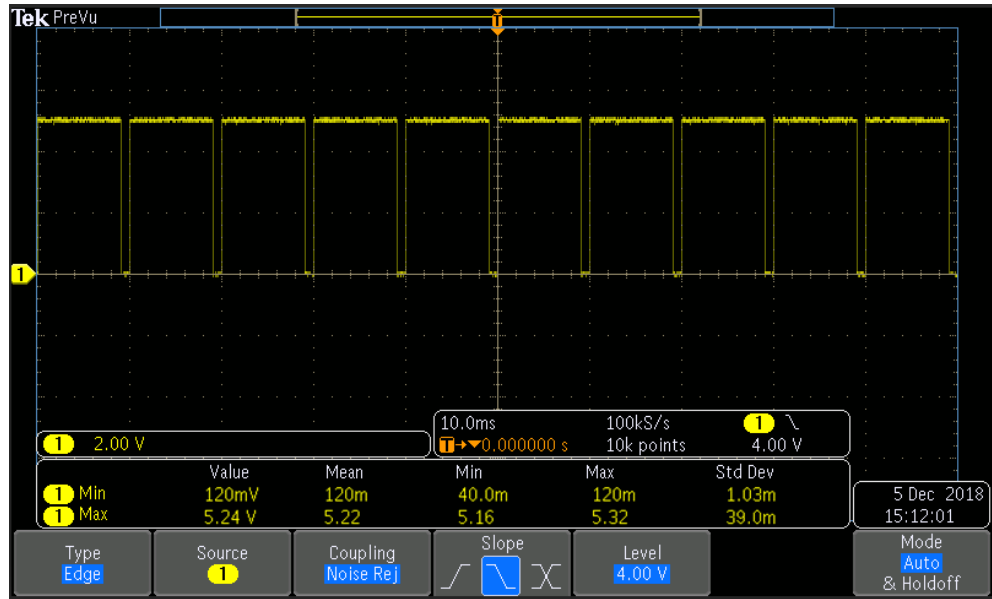 Tek PreVu
T
1
1 2.00 V
10.0ms 100kS/s 1
T→▼0.000000 s 10k points 4.00 V
Value Mean Min Max Std Dev
1 Min 120mV 120m 40.0m 120m 1.03m
1 Max 5.24 V 5.22 5.16 5.32 39.0m
5 Dec 2018
15:12:01
Type
Edge
Source
1
Coupling
Noise Rej
Slope
Level
4.00 V
Mode
Auto
& Holdoff